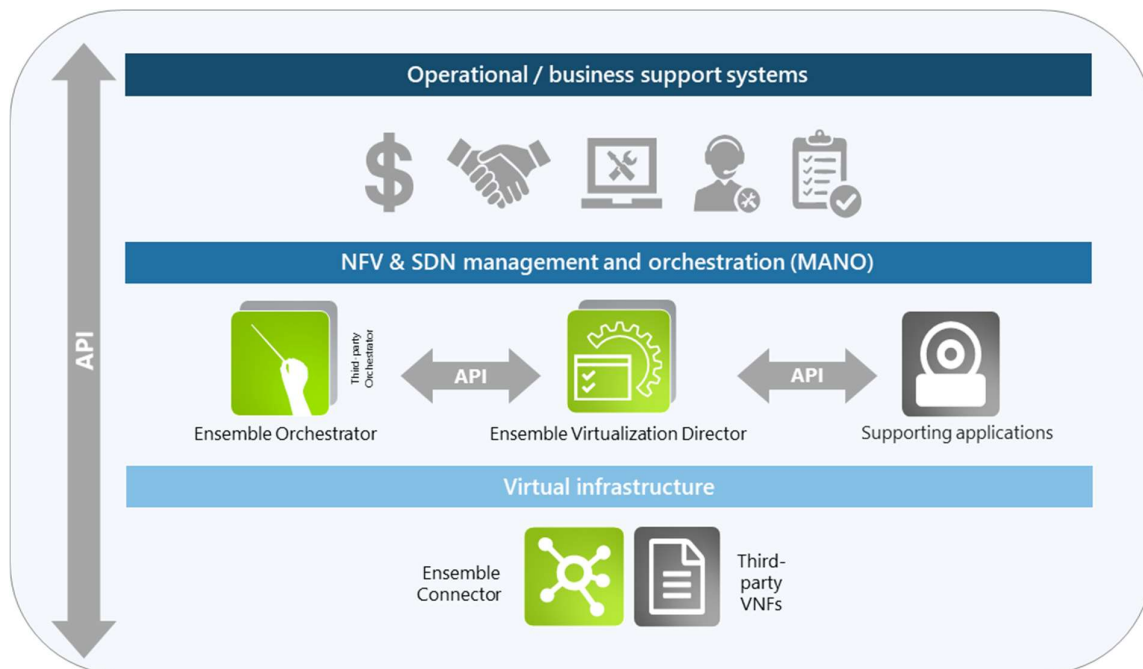 Operational / business support systems
API
NFV & SDN management and orchestration (MANO)
Third-party
Orchestrator
API
API
Ensemble Orchestrator
Ensemble Virtualization Director
Supporting applications
Virtual infrastructure
Ensemble
Connector
Third-
party
VNFs